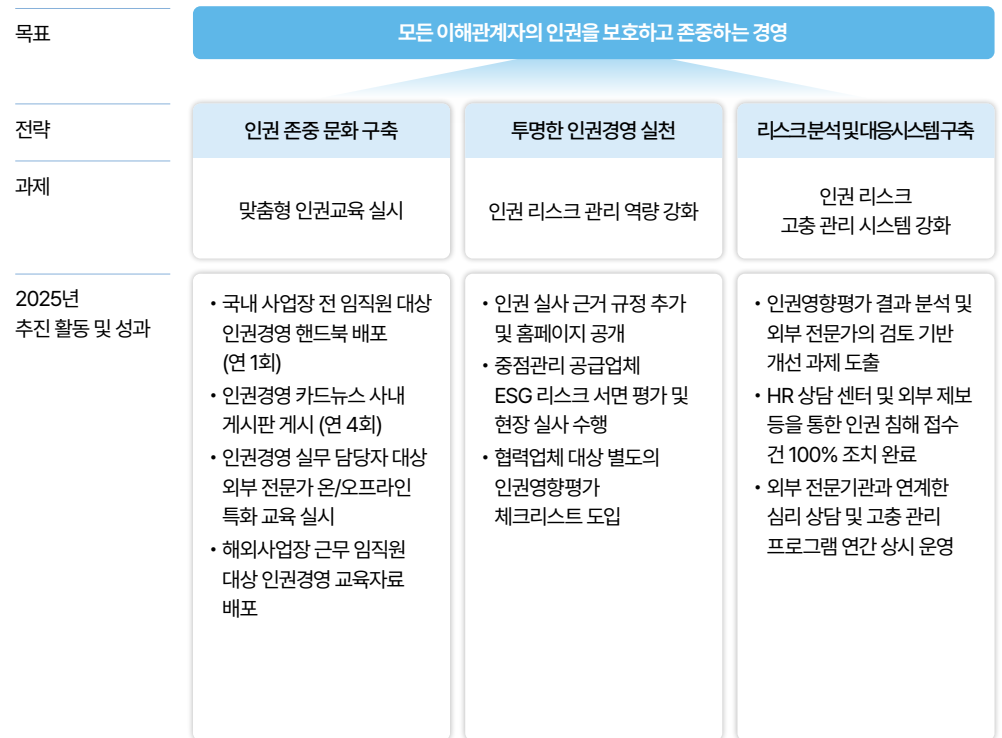 목표
모든 이해관계자의 인권을 보호하고 존중하는 경영
전략
인권 존중 문화 구축
투명한 인권경영 실천
리스크 분석 및 대응시스템 구축
과제
맞춤형 인권교육 실시
인권 리스크 관리 역량 강화
인권 리스크
고충 관리 시스템 강화
2025년
추진 활동 및 성과
• 국내 사업장 전 임직원 대상
인권경영 핸드북 배포
(연 1회)
• 인권경영 카드뉴스 사내
게시판 게시 (연 4회)
• 인권경영 실무 담당자 대상
외부 전문가 온/오프라인
특화 교육 실시
• 해외사업장 근무 임직원
대상 인권경영 교육자료
배포
• 인권 실사 근거 규정 추가
및 홈페이지 공개
• 중점관리 공급업체
ESG 리스크 서면 평가 및
현장 실사 수행
• 협력업체 대상 별도의
인권영향평가
체크리스트 도입
• 인권영향평가 결과 분석 및
외부 전문가의 검토 기반
개선 과제 도출
• HR 상담 센터 및 외부 제보
등을 통한 인권 침해 접수
건 100% 조치 완료
• 외부 전문기관과 연계한
심리 상담 및 고충 관리
프로그램 연간 상시 운영